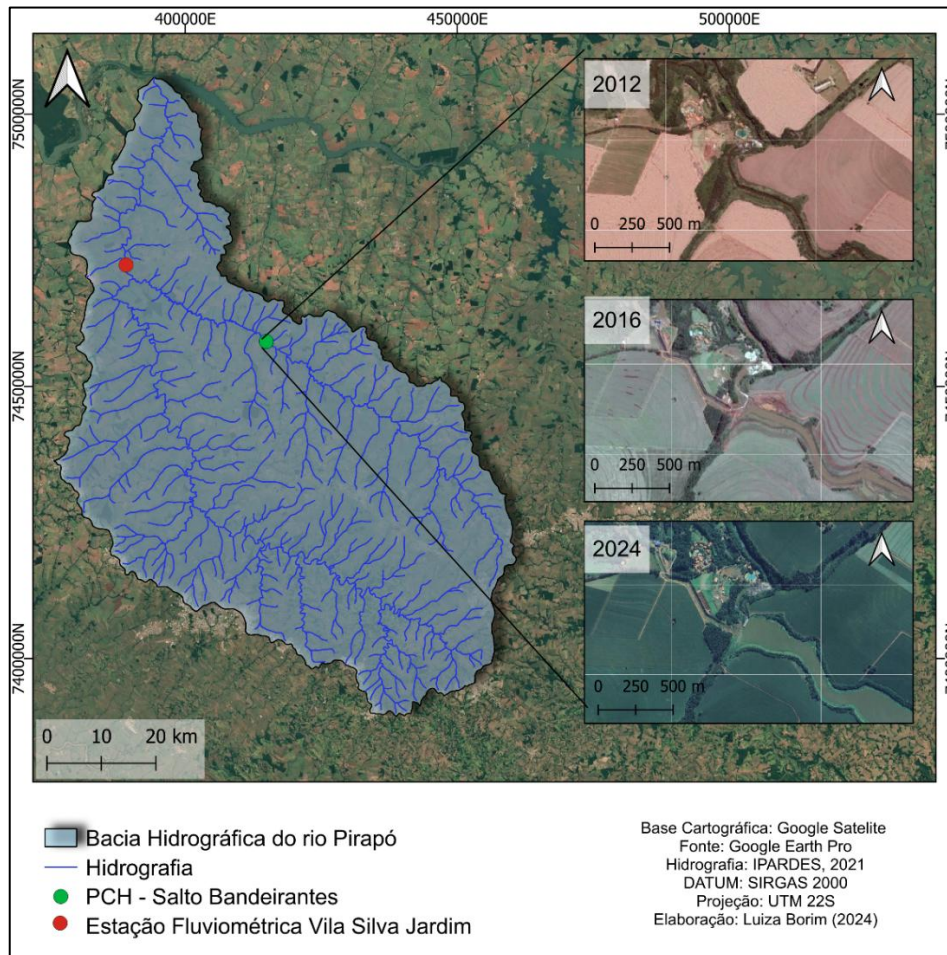 400000E 450000E 500000E
7500000N
7450000N
7400000N
2012
0 250 500 m
2016
0 250 500 m
2024
0 250 500 m
0 10 20 km
Bacia Hidrográfica do rio Pirapó
Hidrografia
PCH - Salto Bandeirantes
Estação Fluviométrica Vila Silva Jardim
Base Cartográfica: Google Satelite
Fonte: Google Earth Pro
Hidrografia: IPARDES, 2021
DATUM: SIRGAS 2000
Projeção: UTM 22S
Elaboração: Luiza Borim (2024)